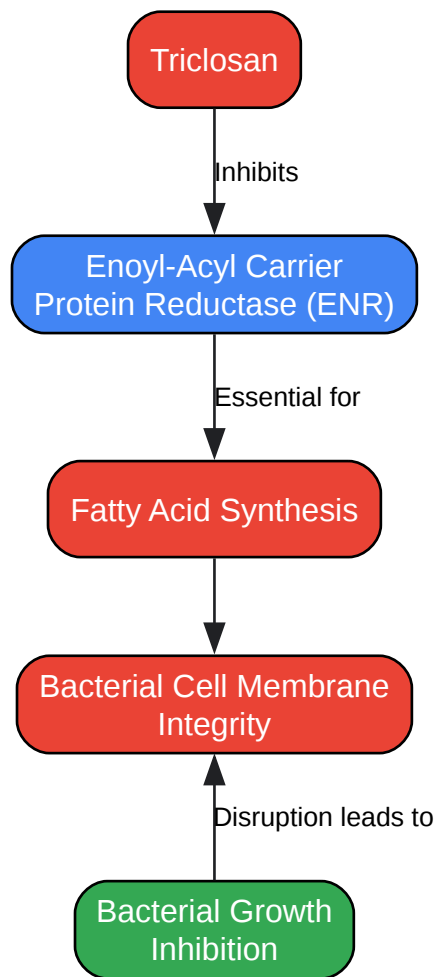 Triclosan
Inhibits
Enoyl-Acyl Carrier
Protein Reductase (ENR)
Essential for
Fatty Acid Synthesis
Bacterial Cell Membrane
Integrity
Disruption leads to
Bacterial Growth
Inhibition